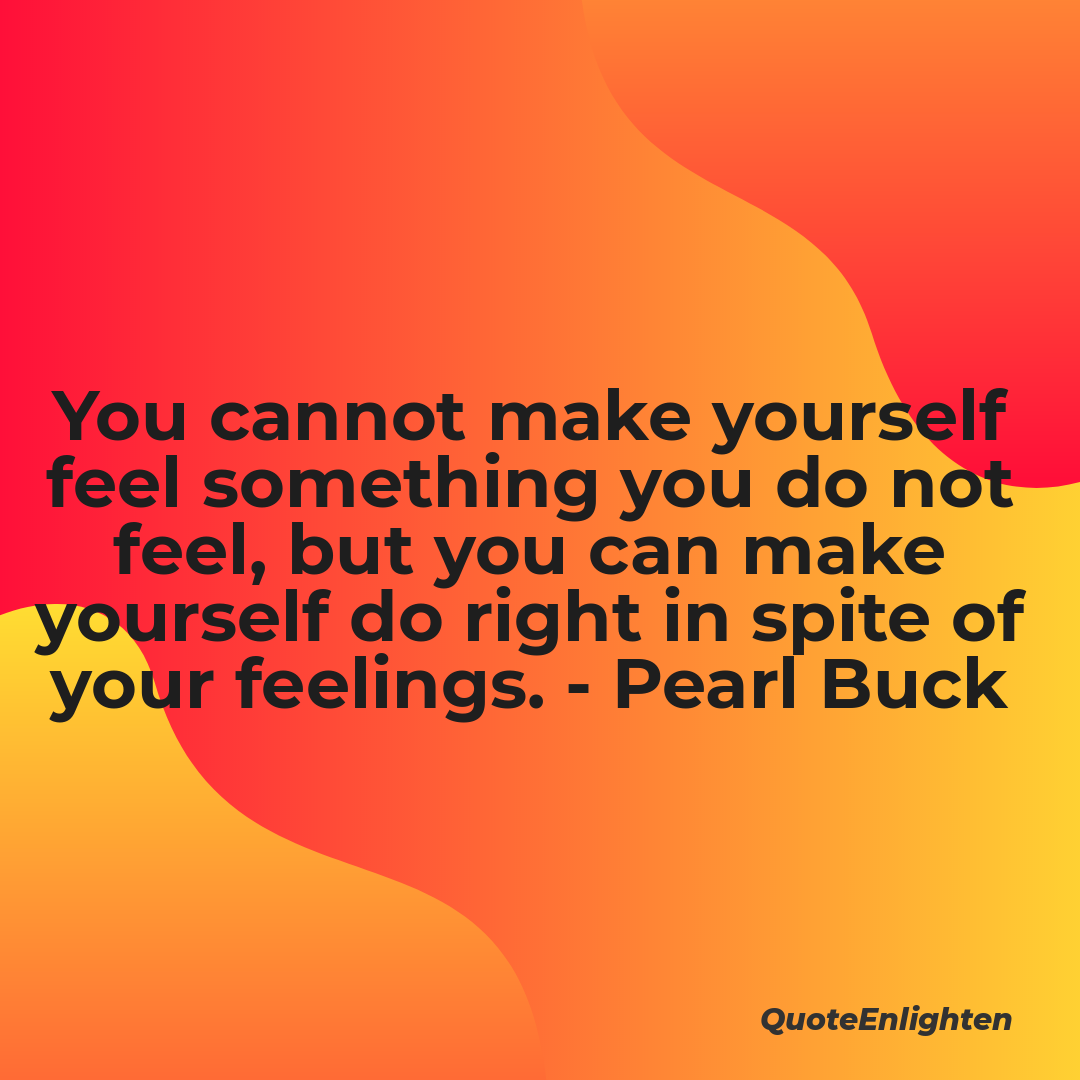 You cannot make yourself
feel something you do not
feel, but you can make
yourself do right in spite of
your feelings. - Pearl Buck
QuoteEnlighten